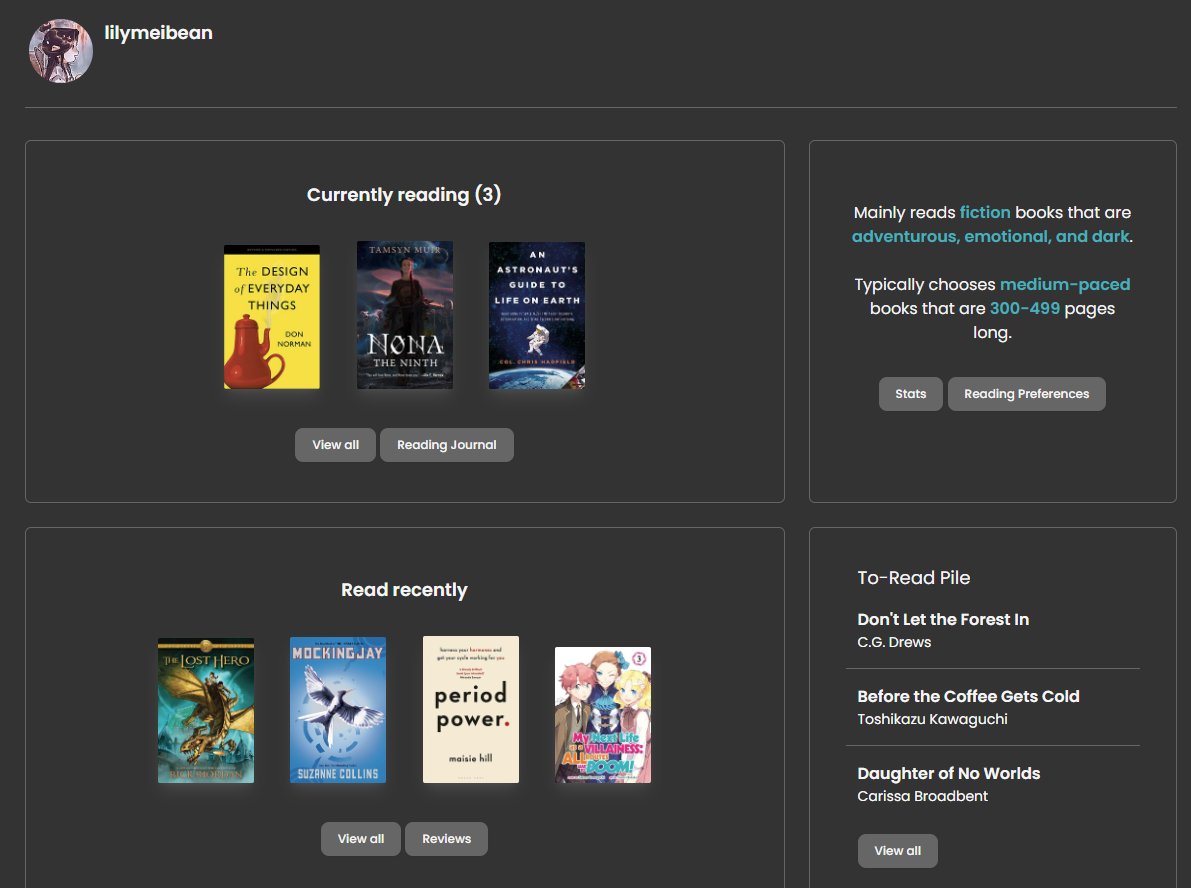 lilymeibean
Currently reading (3)
The DESIGN
of EVERYDAY
THINGS
DON
NORMAN
TAMSYN MUIR
NONA
THE NINTH
AN
ASTRONAUT'S
GUIDE TO
LIFE ON EARTH
COL. CHRIS HADFIELD
View all
Reading Journal
Mainly reads fiction books that are
adventurous, emotional, and dark.
Typically chooses medium-paced
books that are 300-499 pages
long.
Stats
Reading Preferences
Read recently
THE LOST HERO
RICK RIORDAN
MOCKINGJAY
SUZANNE COLLINS
harness your hormones and
get your cycle working for you
period
power.
maisie hill
3
My Next Life
as a VILLAINESS:
ALL ROUTES
LEAD TO DOOM!
View all
Reviews
To-Read Pile
Don't Let the Forest In
C.G. Drews
Before the Coffee Gets Cold
Toshikazu Kawaguchi
Daughter of No Worlds
Carissa Broadbent
View all